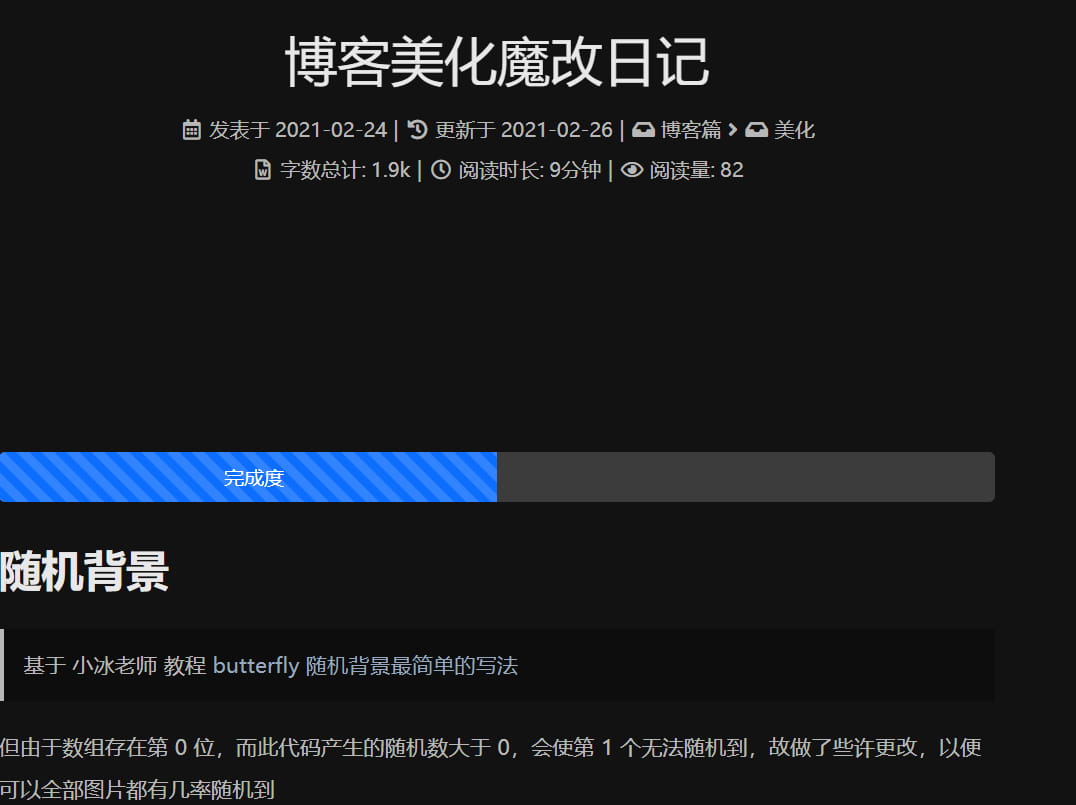 博客美化魔改日记
发表于 2021-02-24 | 更新于 2021-02-26 | 博客篇 > 美化
字数总计: 1.9k | 阅读时长: 9分钟 | 阅读量: 82
完成度
随机背景
基于 小冰老师 教程 butterfly 随机背景最简单的写法
但由于数组存在第 0 位，而此代码产生的随机数大于 0，会使第 1 个无法随机到，故做了些许更改，以便
可以全部图片都有几率随机到